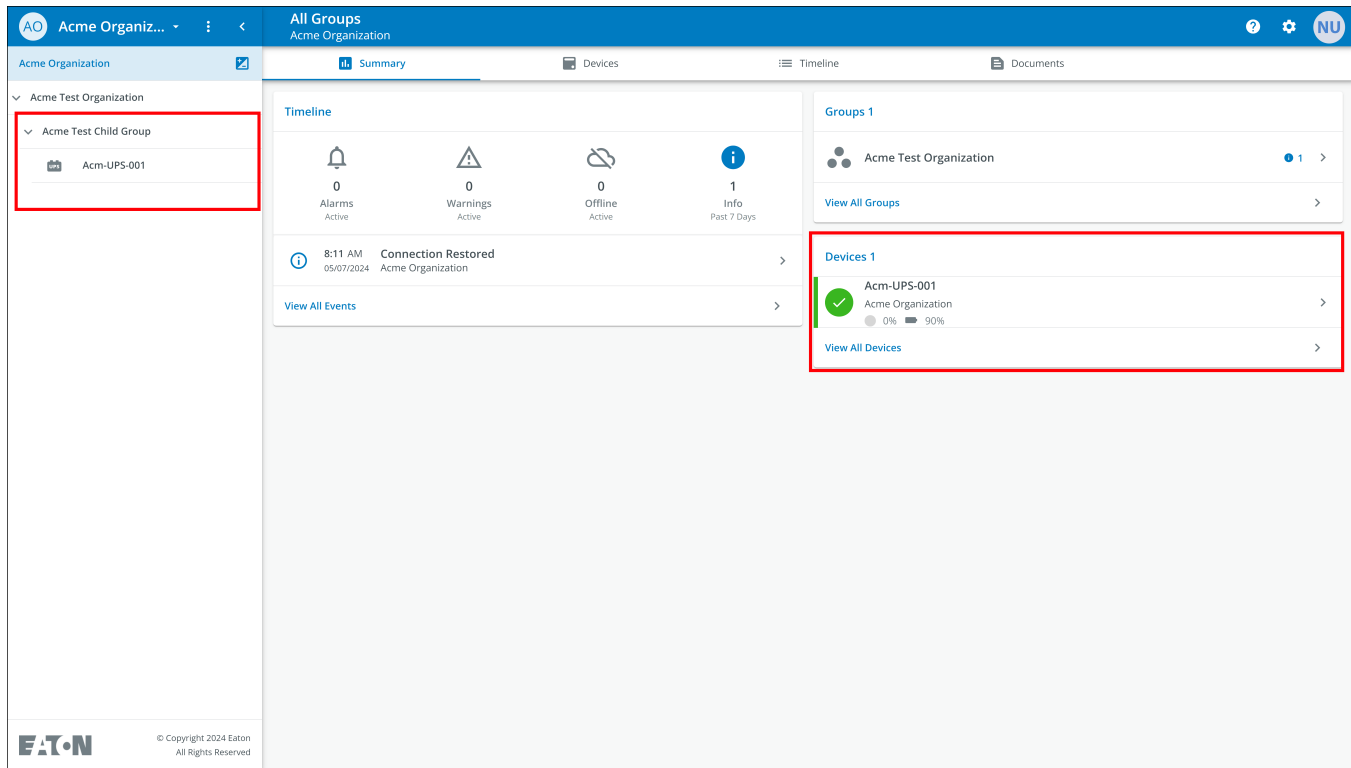 AO Acme Organiz...
All Groups
Acme Organization
NU
Acme Organization
Summary
Devices
Timeline
Documents
Acme Test Organization
Acme Test Child Group
UPS Acm-UPS-001
Timeline
0
Alarms
Active
0
Warnings
Active
0
Offline
Active
1
Info
Past 7 Days
8:11 AM Connection Restored
05/07/2024 Acme Organization
View All Events
Groups 1
Acme Test Organization 1
View All Groups
Devices 1
Acm-UPS-001
Acme Organization
0% 90%
View All Devices
EATON
© Copyright 2024 Eaton
All Rights Reserved